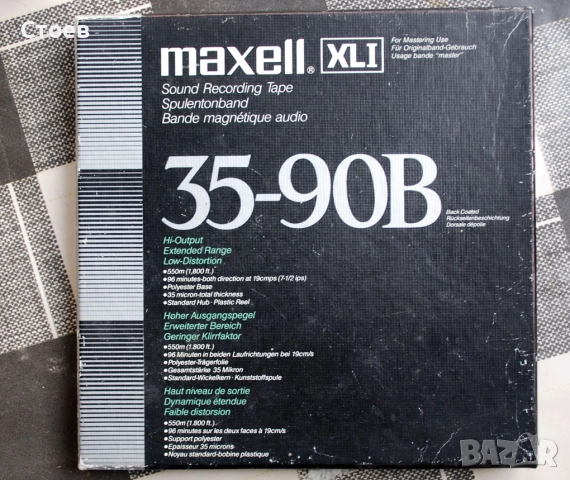 Стоев
maxell® XLI
For Mastering Use
Für Originalband-Gebrauch
Usage bande "master"
Sound Recording Tape
Spulentonband
Bande magnétique audio
35-90B
Back Coated
Rückseitenbeschichtung
Dorsale dépolie
Hi-Output
Extended Range
Low-Distortion
●550m (1,800 ft.)
●96 minutes-both direction at 19cmps (7-1/2 ips)
●Polyester Base
●35 micron-total thickness
●Standard Hub · Plastic Reel
Hoher Ausgangspegel
Erweiterter Bereich
Geringer Klirrfaktor
●550m (1.800 ft.)
●96 Minuten in beiden Laufrichtungen bei 19cm/s
●Polyester-Trägerfolie
●Gesamtstärke 35 Mikron
●Standard-Wickelkern · Kunststoffspule
Haut niveau de sortie
Dynamique étendue
Faible distorsion
●550m (1.800 ft.)
●96 minutes sur les deux faces à 19cm/s
●Support polyester
●Epaisseur 35 microns
●Noyau standard-bobine plastique
BAZAR